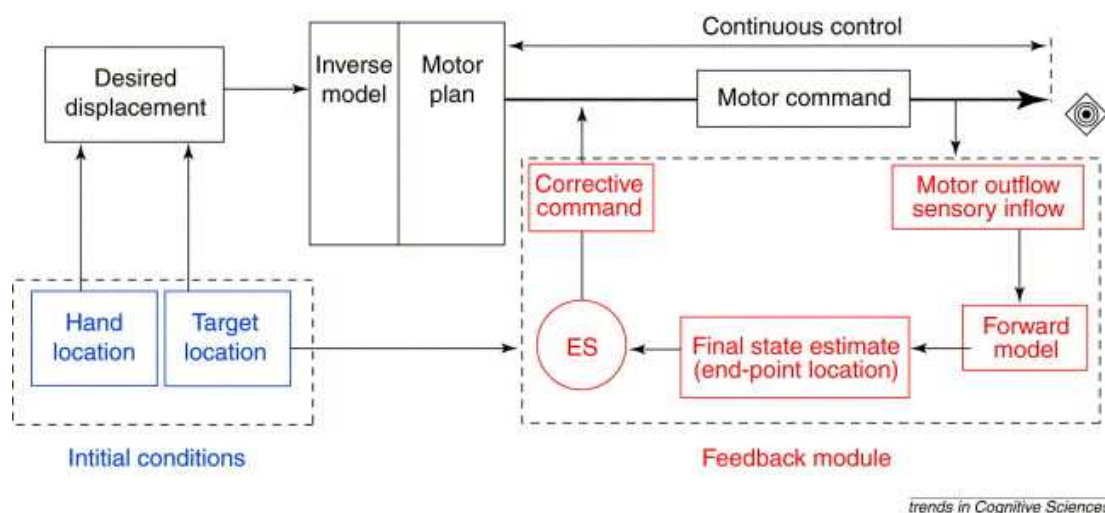 Continuous control
Desired
displacement
Inverse
model
Motor
plan
Motor command
Corrective
command
Motor outflow
sensory inflow
Hand
location
Target
location
ES
Final state estimate
(end-point location)
Forward
model
Intitial conditions
Feedback module
trends in Cognitive Sciences